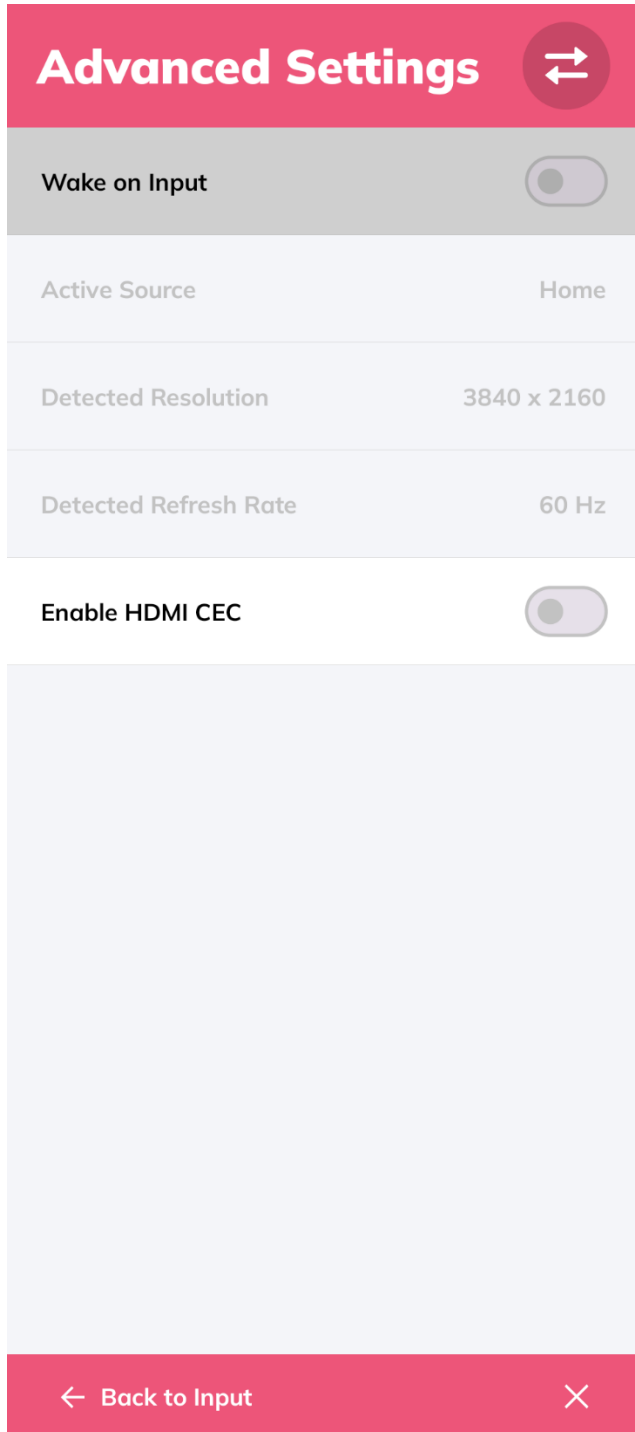 Advanced Settings
Wake on Input
Active Source Home
Detected Resolution 3840 x 2160
Detected Refresh Rate 60 Hz
Enable HDMI CEC
Back to Input